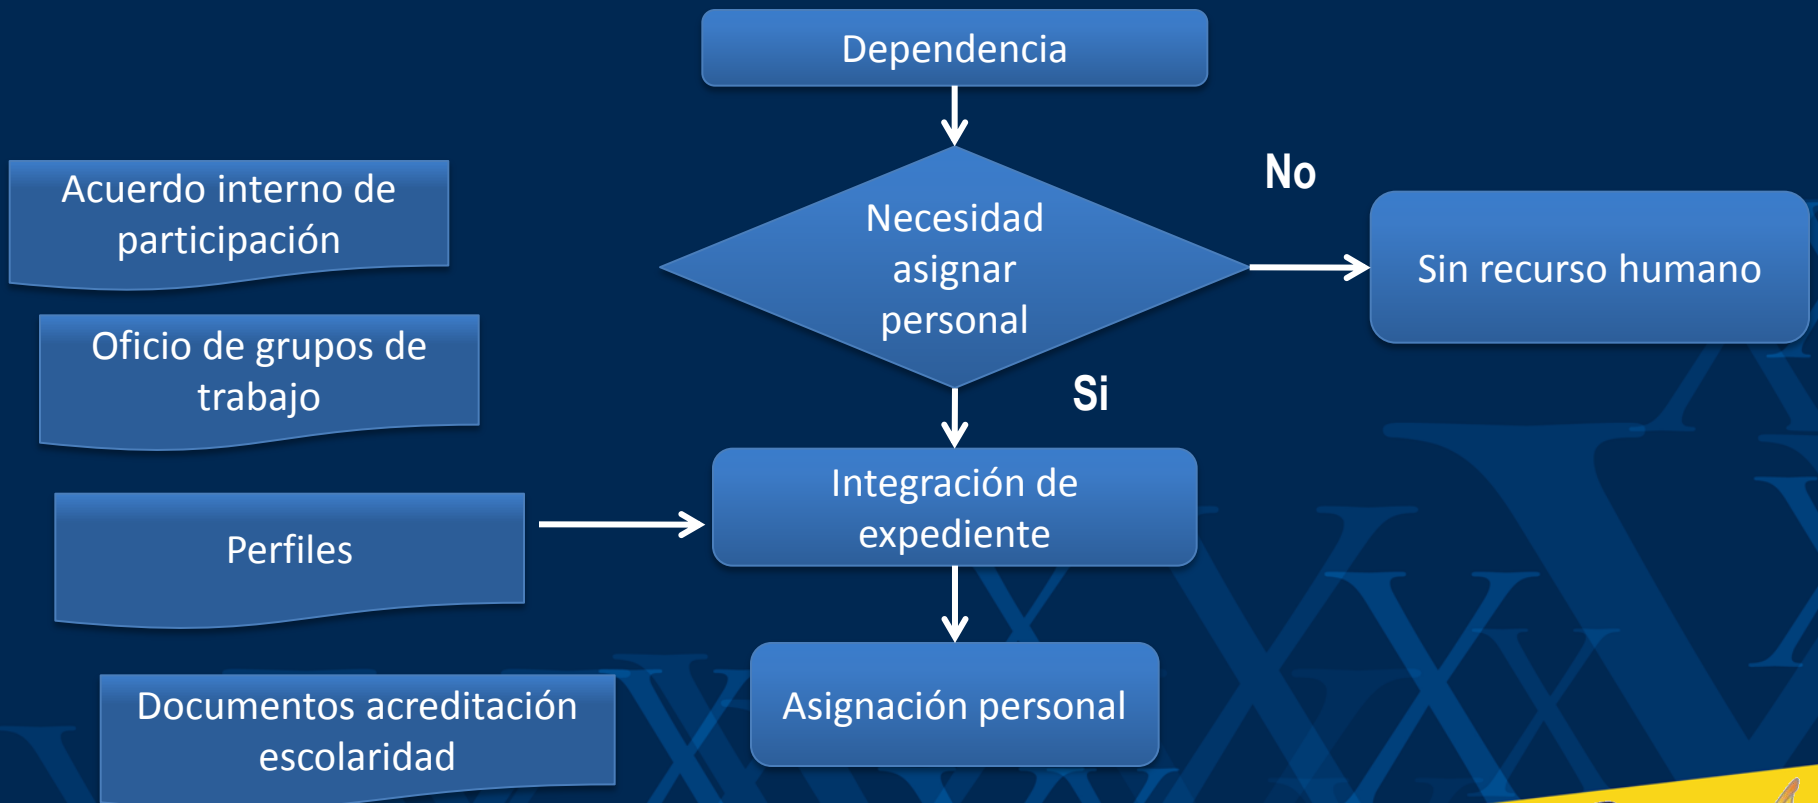 Dependencia
Necesidad
asignar
personal
No
Sin recurso humano
Si
Acuerdo interno de
participación
Oficio de grupos de
trabajo
Perfiles
Documentos acreditación
escolaridad
Integración de
expediente
Asignación personal